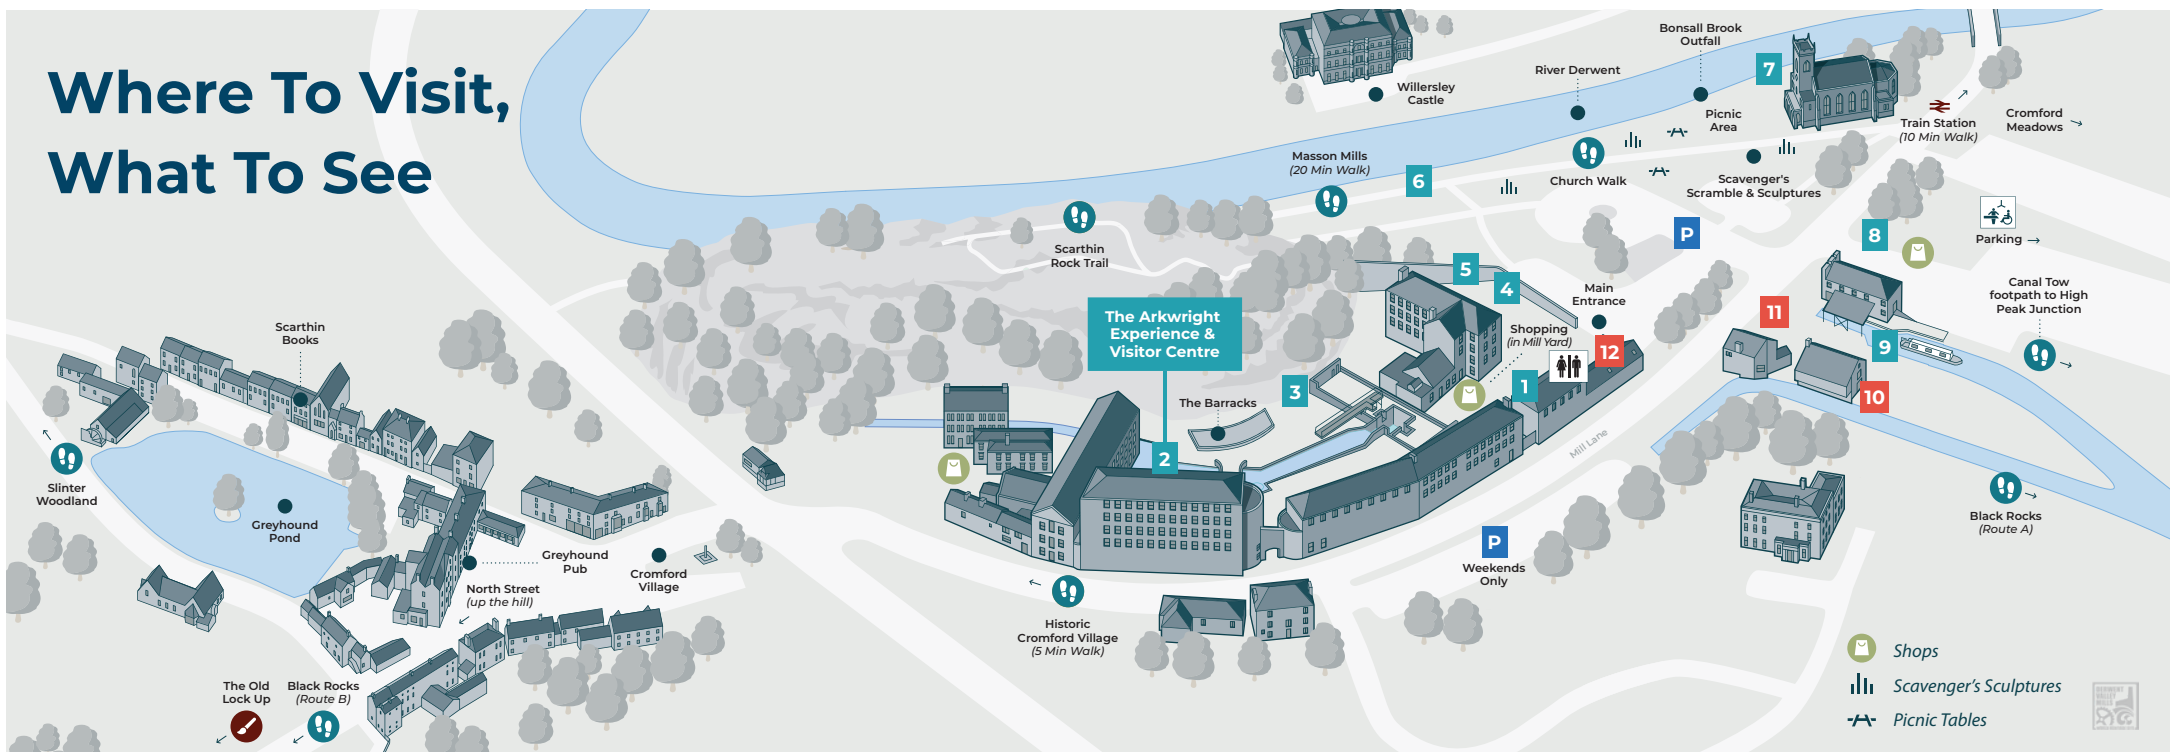 Where To Visit,
What To See
Willersley
Castle
River Derwent
Bonsall Brook
Outfall
7
Picnic
Area
Train Station
(10 Min Walk)
Cromford
Meadows
Masson Mills
(20 Min Walk)
6
Church Walk
Scavenger's
Scramble & Sculptures
Scarthin
Rock Trail
P
8
Parking
5
4
Main
Entrance
Canal Tow
footpath to High
Peak Junction
The Arkwright
Experience &
Visitor Centre
Shopping
(in Mill Yard)
11
12
9
Scarthin
Books
3
1
10
The Barracks
2
Mill Lane
Slinter
Woodland
Greyhound
Pond
Black Rocks
(Route A)
Greyhound
Pub
Cromford
Village
North Street
(up the hill)
P
Weekends
Only
Historic
Cromford Village
(5 Min Walk)
The Old
Lock Up
Black Rocks
(Route B)
Shops
Scavenger's Sculptures
Picnic Tables
DERWENT
VALLEY
MILLS